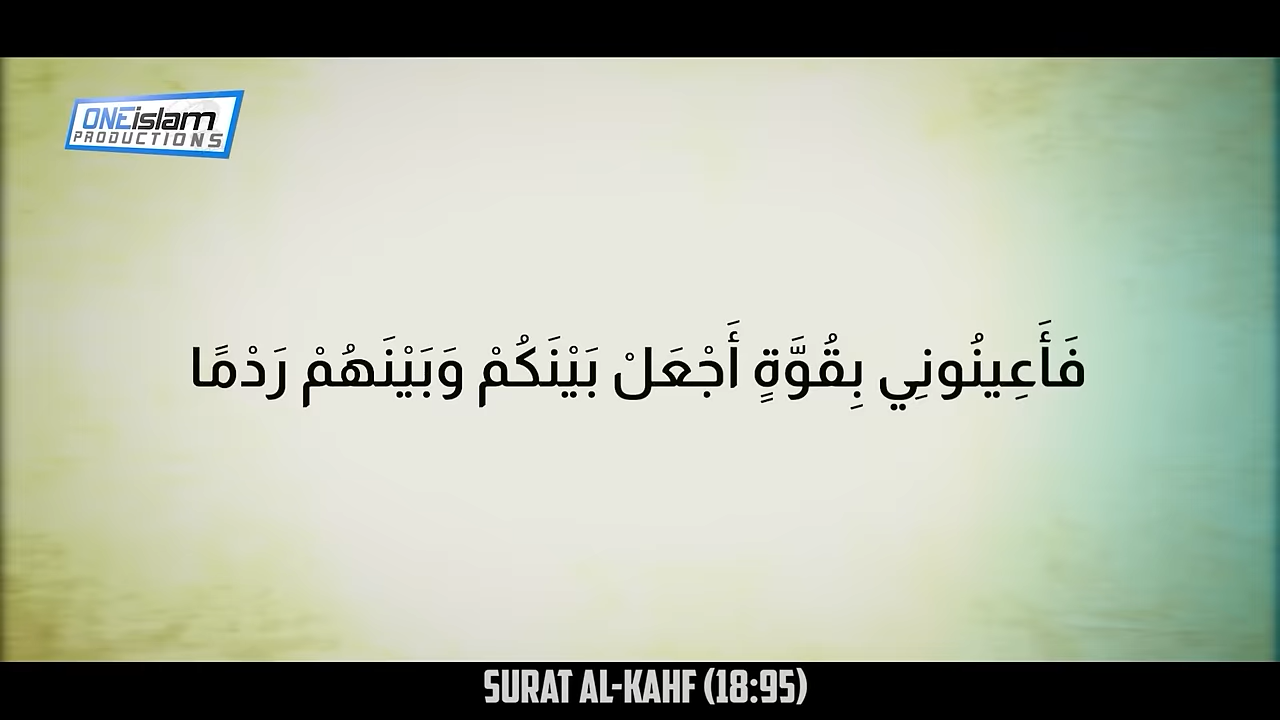 ONEislam
PRODUCTIONS
فَأَعِينُونِي بِقُوَّةٍ أَجْعَلْ بَيْنَكُمْ وَبَيْنَهُمْ رَدْمًا
SURAT AL-KAHF (18:95)